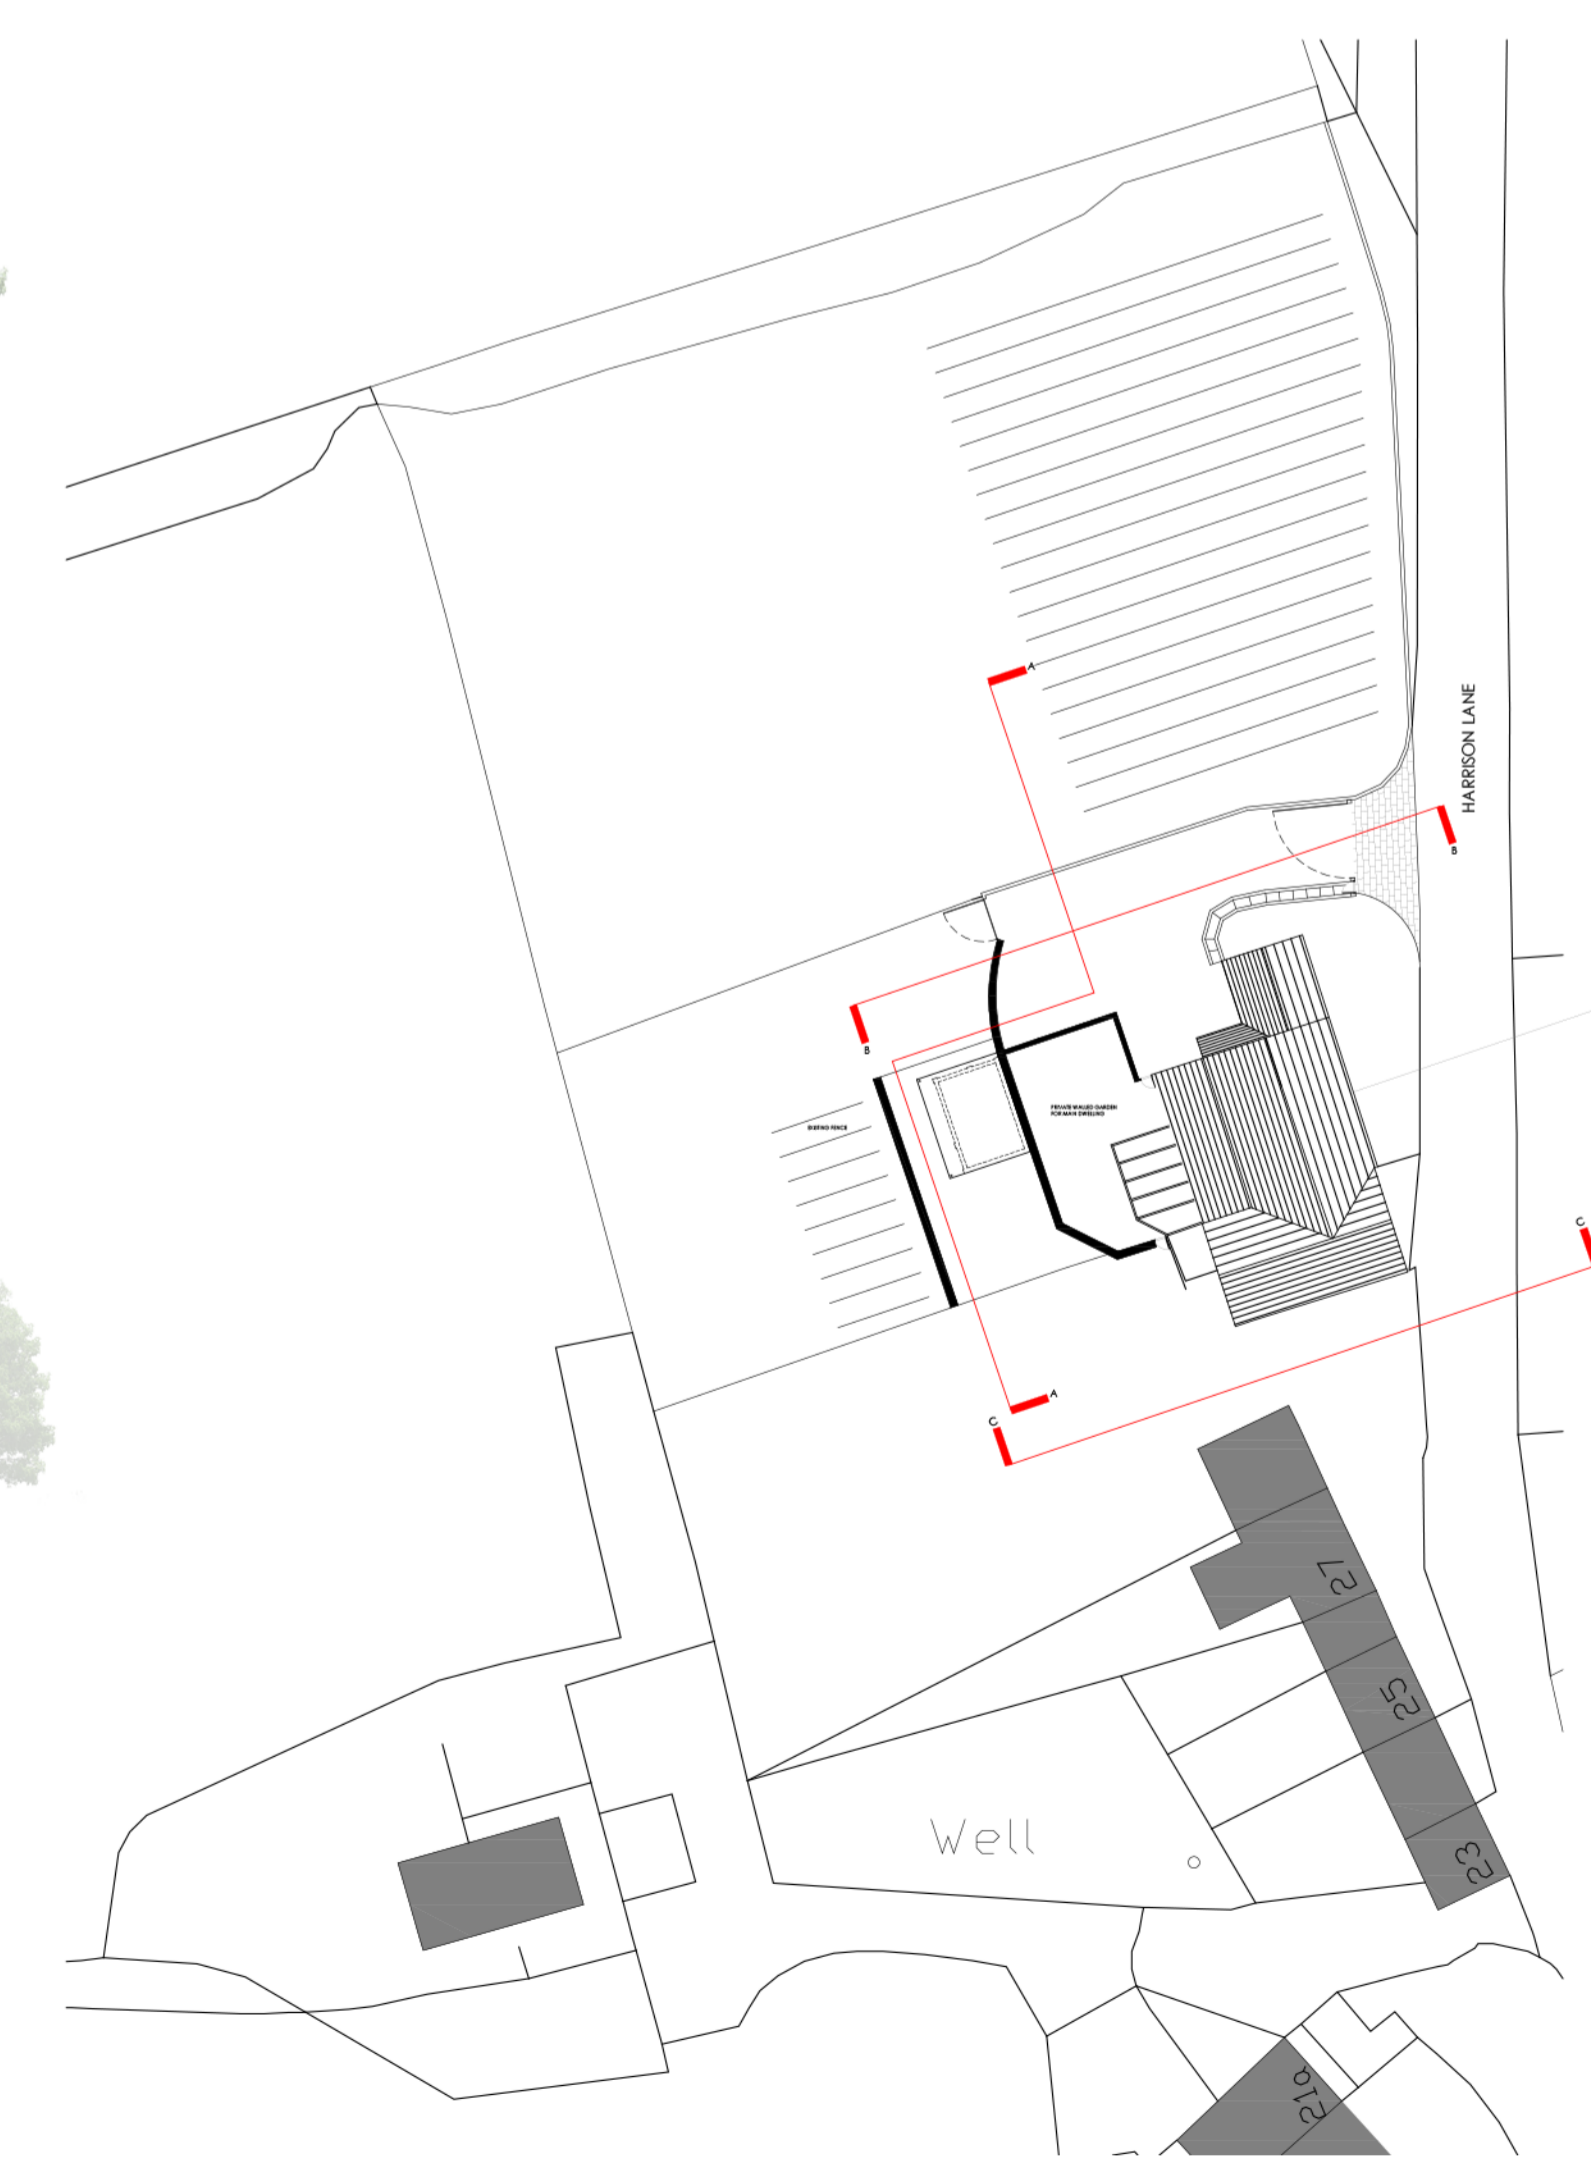 A
HARRISON LANE
B
B
PRIVATE WALLED GARDEN
FOR MAIN DWELLING
EXISTING FENCE
C
A
C
27
25
Well
23
21a